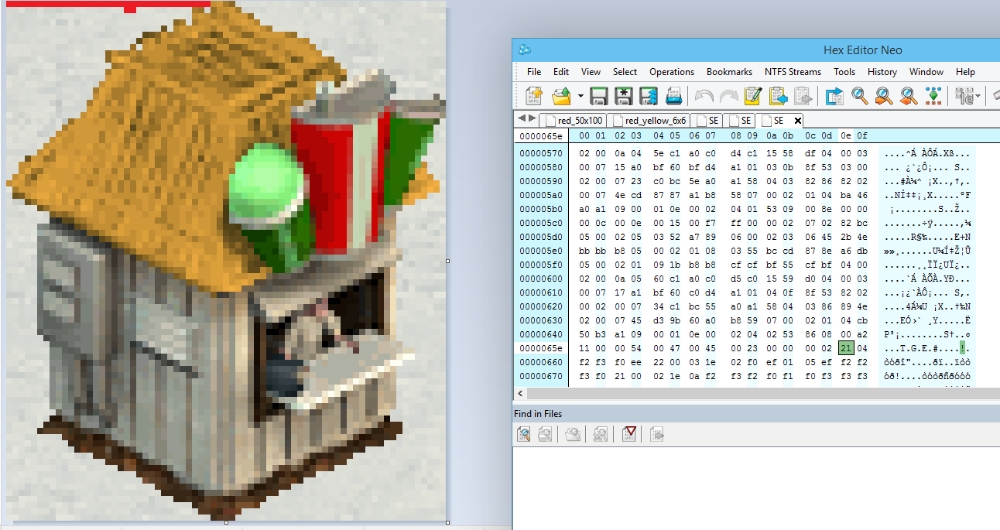 Hex Editor Neo
File Edit View Select Operations Bookmarks NTFS Streams Tools History Window Help
red_50x100 red_yellow_6x6 SE SE SE
0000065e 00 01 02 03 04 05 06 07 08 09 0a 0b 0c 0d 0e 0f
00000570 02 00 0a 04 5e c1 a0 c0 d4 c1 15 58 df 04 00 03 ....^Á ÀÔÁ.Xß...
00000580 00 07 15 a0 bf 60 bf d4 a1 01 03 0b 8f 53 03 00 ... ¿`¿Ô¡... S..
00000590 02 00 07 23 c0 bc 5e a0 a1 58 04 03 82 86 82 02 ...#À¼^ ¡X..‚†‚.
000005a0 02 00 07 4e cd 87 87 a1 b8 58 07 00 02 01 04 ba 46 ...NÍ‡‡¡¸X.....ºF
000005b0 a0 a1 09 00 01 0e 00 02 04 01 53 09 00 8e 00 00 ¡........S..Ž..
000005c0 00 0c 00 0e 00 15 00 f7 ff 00 00 02 07 02 82 bc .......÷ÿ.....‚¼
000005d0 05 00 02 05 03 52 a7 89 06 00 02 03 06 45 2b 4e .....R§‰.....E+N
000005e0 bb bb b8 05 00 02 01 08 03 55 bc cd 87 8e a6 db »»¸......U¼Í‡Ž¦Û
000005f0 05 00 02 01 09 1b b8 b8 cf cf bf 55 cf bf 04 00 ......¸¸ÏÏ¿UÏ¿..
00000600 02 00 0a 05 60 c1 a0 c0 d5 c0 15 59 d0 04 00 03 ....`Á ÀÕÀ.YÐ...
00000610 00 07 17 a1 bf 60 c0 d4 a1 01 04 0f 8f 53 82 02 ...¡¿`ÀÔ¡... S‚.
00000620 00 02 00 07 34 c1 bc 55 a0 a1 58 04 03 86 89 4e ....4Á¼U ¡X..†‰N
00000630 02 00 07 45 d3 9b 60 a0 b8 59 07 00 02 01 04 cb ...EÓ›` ¸Y.....Ë
00000640 50 b3 a1 09 00 01 0e 00 02 04 02 53 86 08 00 a2 P³¡........S†..¢
0000065e 11 00 00 54 00 47 00 45 00 23 00 00 00 02 21 04 ...T.G.E.#....!.
00000660 f2 f3 f0 ee 22 00 03 1e 02 f0 ef 01 05 ef f2 f2 òóðî"....ðï..ïòò
00000670 f3 f0 21 00 02 1e 0a f2 f3 f2 f0 f1 f0 f3 f3 f3 óð!....òóòðñðóóó
Find in Files